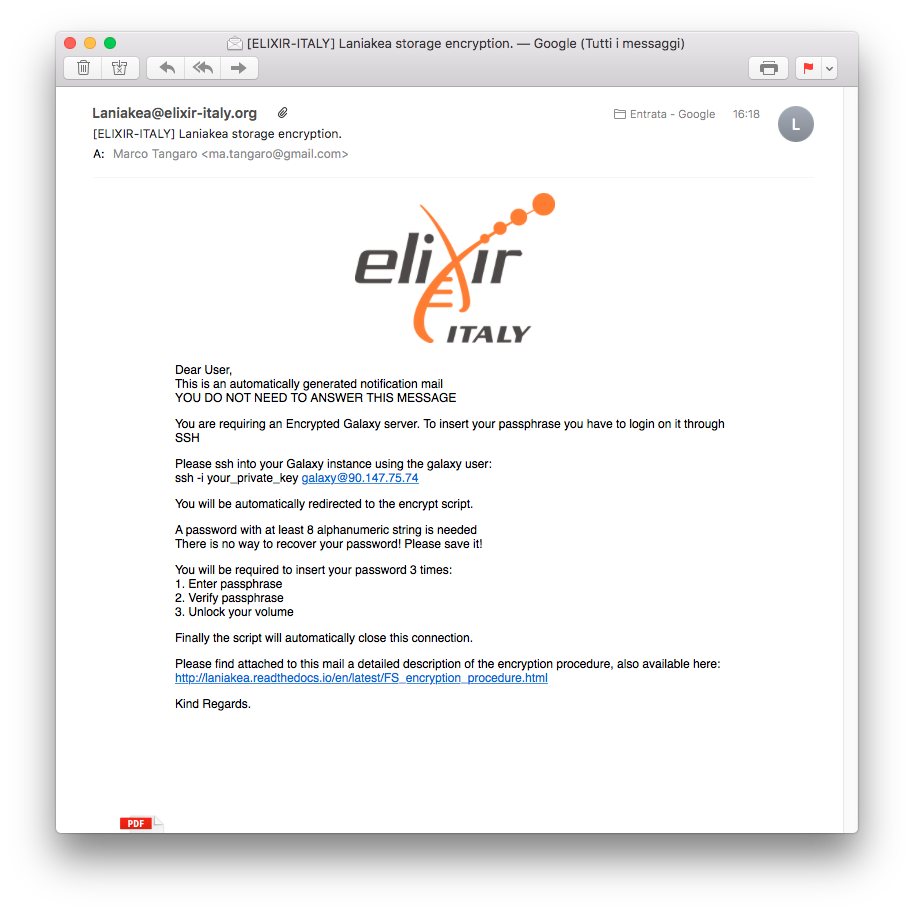 [ELIXIR-ITALY] Laniakea storage encryption. — Google (Tutti i messaggi)
Laniakea@elixir-italy.org
Entrata - Google
16:18
L
[ELIXIR-ITALY] Laniakea storage encryption.
A: Marco Tangaro <ma.tangaro@gmail.com>
elixir
ITALY
Dear User,
This is an automatically generated notification mail
YOU DO NOT NEED TO ANSWER THIS MESSAGE
You are requiring an Encrypted Galaxy server. To insert your passphrase you have to login on it through
SSH
Please ssh into your Galaxy instance using the galaxy user:
ssh -i your_private_key galaxy@90.147.75.74
You will be automatically redirected to the encrypt script.
A password with at least 8 alphanumeric string is needed
There is no way to recover your password! Please save it!
You will be required to insert your password 3 times:
1. Enter passphrase
2. Verify passphrase
3. Unlock your volume
Finally the script will automatically close this connection.
Please find attached to this mail a detailed description of the encryption procedure, also available here:
http://laniakea.readthedocs.io/en/latest/FS_encryption_procedure.html
Kind Regards.
PDF